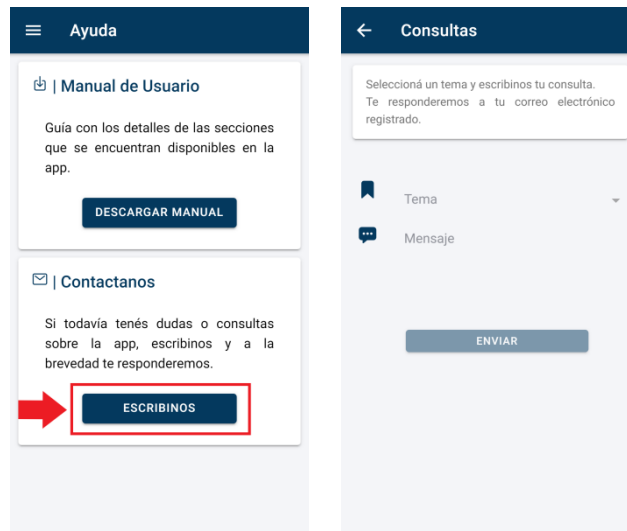 Ayuda
| Manual de Usuario
Guía con los detalles de las secciones
que se encuentran disponibles en la
app.
DESCARGAR MANUAL
| Contactanos
Si todavía tenés dudas o consultas
sobre la app, escribinos y a la
brevedad te responderemos.
ESCRIBINOS
Consultas
Seleccioná un tema y escribinos tu consulta.
Te responderemos a tu correo electrónico
registrado.
Tema
Mensaje
ENVIAR